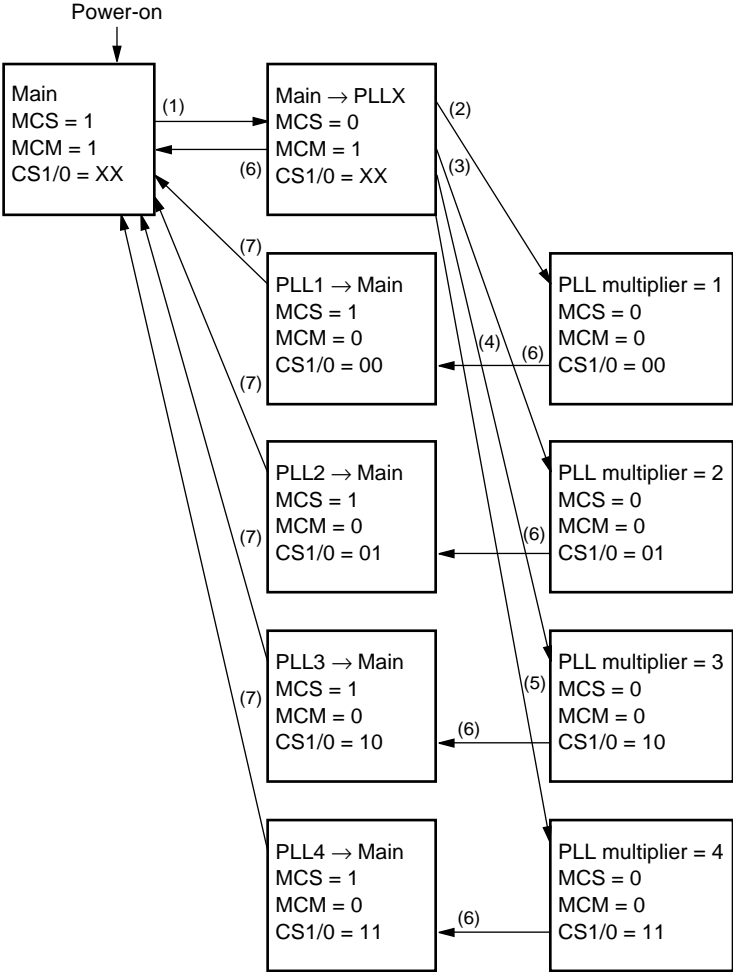 Power-on
Main
MCS = 1
MCM = 1
CS1/0 = XX
(1)
(6)
Main → PLLX
MCS = 0
MCM = 1
CS1/0 = XX
(2)
(3)
(4)
(5)
(7)
PLL1 → Main
MCS = 1
MCM = 0
CS1/0 = 00
(6)
PLL multiplier = 1
MCS = 0
MCM = 0
CS1/0 = 00
(7)
PLL2 → Main
MCS = 1
MCM = 0
CS1/0 = 01
(6)
PLL multiplier = 2
MCS = 0
MCM = 0
CS1/0 = 01
(7)
PLL3 → Main
MCS = 1
MCM = 0
CS1/0 = 10
(6)
PLL multiplier = 3
MCS = 0
MCM = 0
CS1/0 = 10
(7)
PLL4 → Main
MCS = 1
MCM = 0
CS1/0 = 11
(6)
PLL multiplier = 4
MCS = 0
MCM = 0
CS1/0 = 11